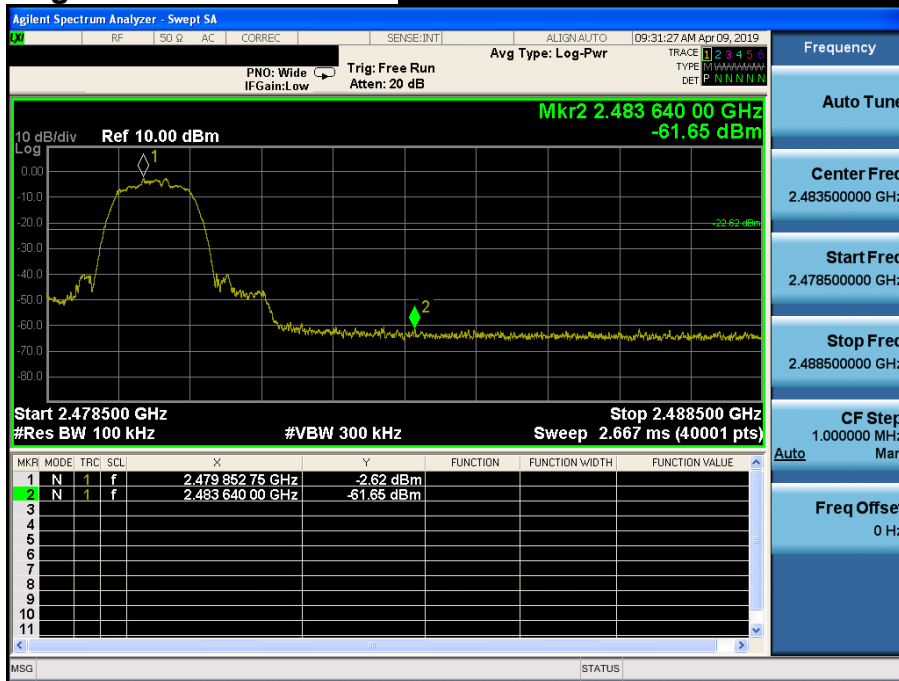 Agilent Spectrum Analyzer - Swept SA
LXI RF 50 Ω AC CORREC SENSE:INT ALIGN AUTO 09:31:27 AM Apr 09, 2019
PNO: Wide
IFGain:Low
Trig: Free Run
Atten: 20 dB
Avg Type: Log-Pwr
TRACE 1 2 3 4 5 6
TYPE M WWWWW
DET P N N N N N
Mkr2 2.483 640 00 GHz
-61.65 dBm
10 dB/div Ref 10.00 dBm
Log
1
0.00
-10.0
-20.0
-22.62 dBm
-30.0
-40.0
-50.0
2
-60.0
-70.0
-80.0
Start 2.478500 GHz Stop 2.488500 GHz
#Res BW 100 kHz #VBW 300 kHz Sweep 2.667 ms (40001 pts)
MKR MODE TRC SCL X Y FUNCTION FUNCTION WIDTH FUNCTION VALUE
1 N 1 f 2.479 852 75 GHz -2.62 dBm
2 N 1 f 2.483 640 00 GHz -61.65 dBm
3
4
5
6
7
8
9
10
11
MSG STATUS
Frequency
Auto Tune
Center Freq
2.483500000 GHz
Start Freq
2.478500000 GHz
Stop Freq
2.488500000 GHz
CF Step
1.000000 MHz
Auto Man
Freq Offset
0 Hz